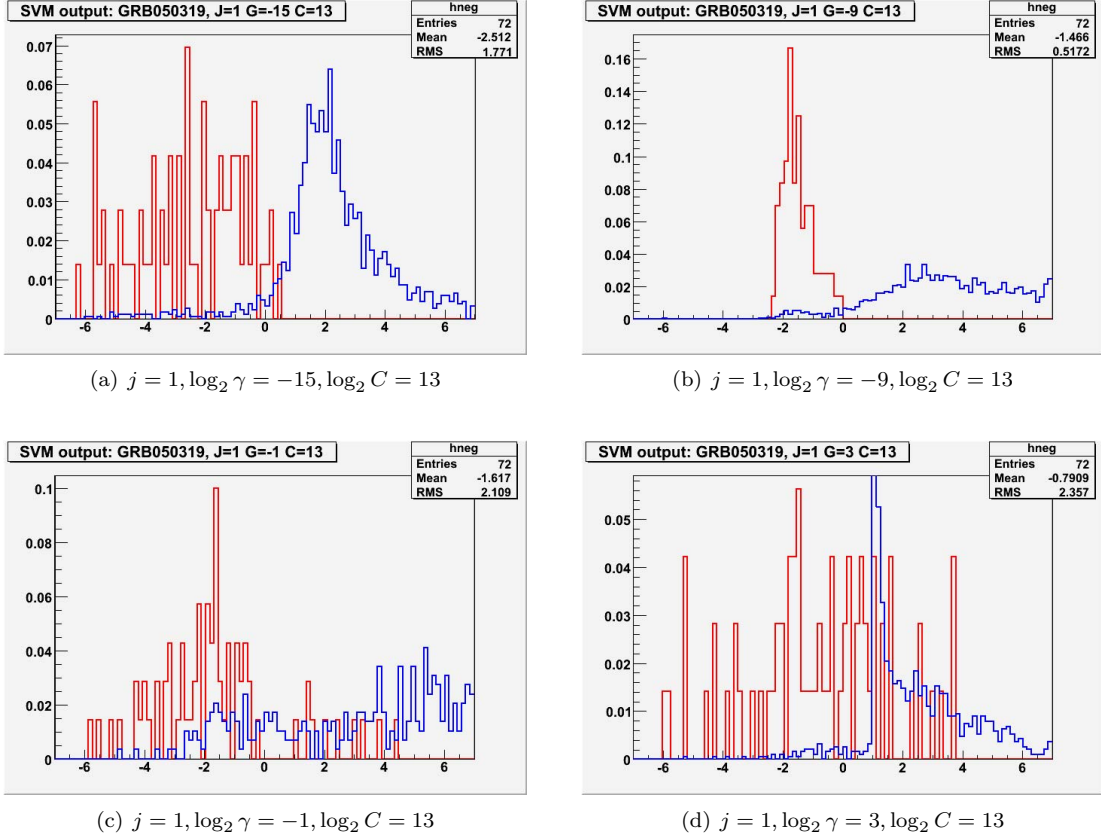 SVM output: GRB050319, J=1 G=-15 C=13
hneg
Entries 72
Mean -2.512
RMS 1.771
0.07
0.06
0.05
0.04
0.03
0.02
0.01
0
-6 -4 -2 0 2 4 6
(a) j = 1, log₂ γ = −15, log₂ C = 13
SVM output: GRB050319, J=1 G=-9 C=13
hneg
Entries 72
Mean -1.466
RMS 0.5172
0.16
0.14
0.12
0.1
0.08
0.06
0.04
0.02
0
-6 -4 -2 0 2 4 6
(b) j = 1, log₂ γ = −9, log₂ C = 13
SVM output: GRB050319, J=1 G=-1 C=13
hneg
Entries 72
Mean -1.617
RMS 2.109
0.1
0.08
0.06
0.04
0.02
0
-6 -4 -2 0 2 4 6
(c) j = 1, log₂ γ = −1, log₂ C = 13
SVM output: GRB050319, J=1 G=3 C=13
hneg
Entries 72
Mean -0.7909
RMS 2.357
0.05
0.04
0.03
0.02
0.01
0
-6 -4 -2 0 2 4 6
(d) j = 1, log₂ γ = 3, log₂ C = 13